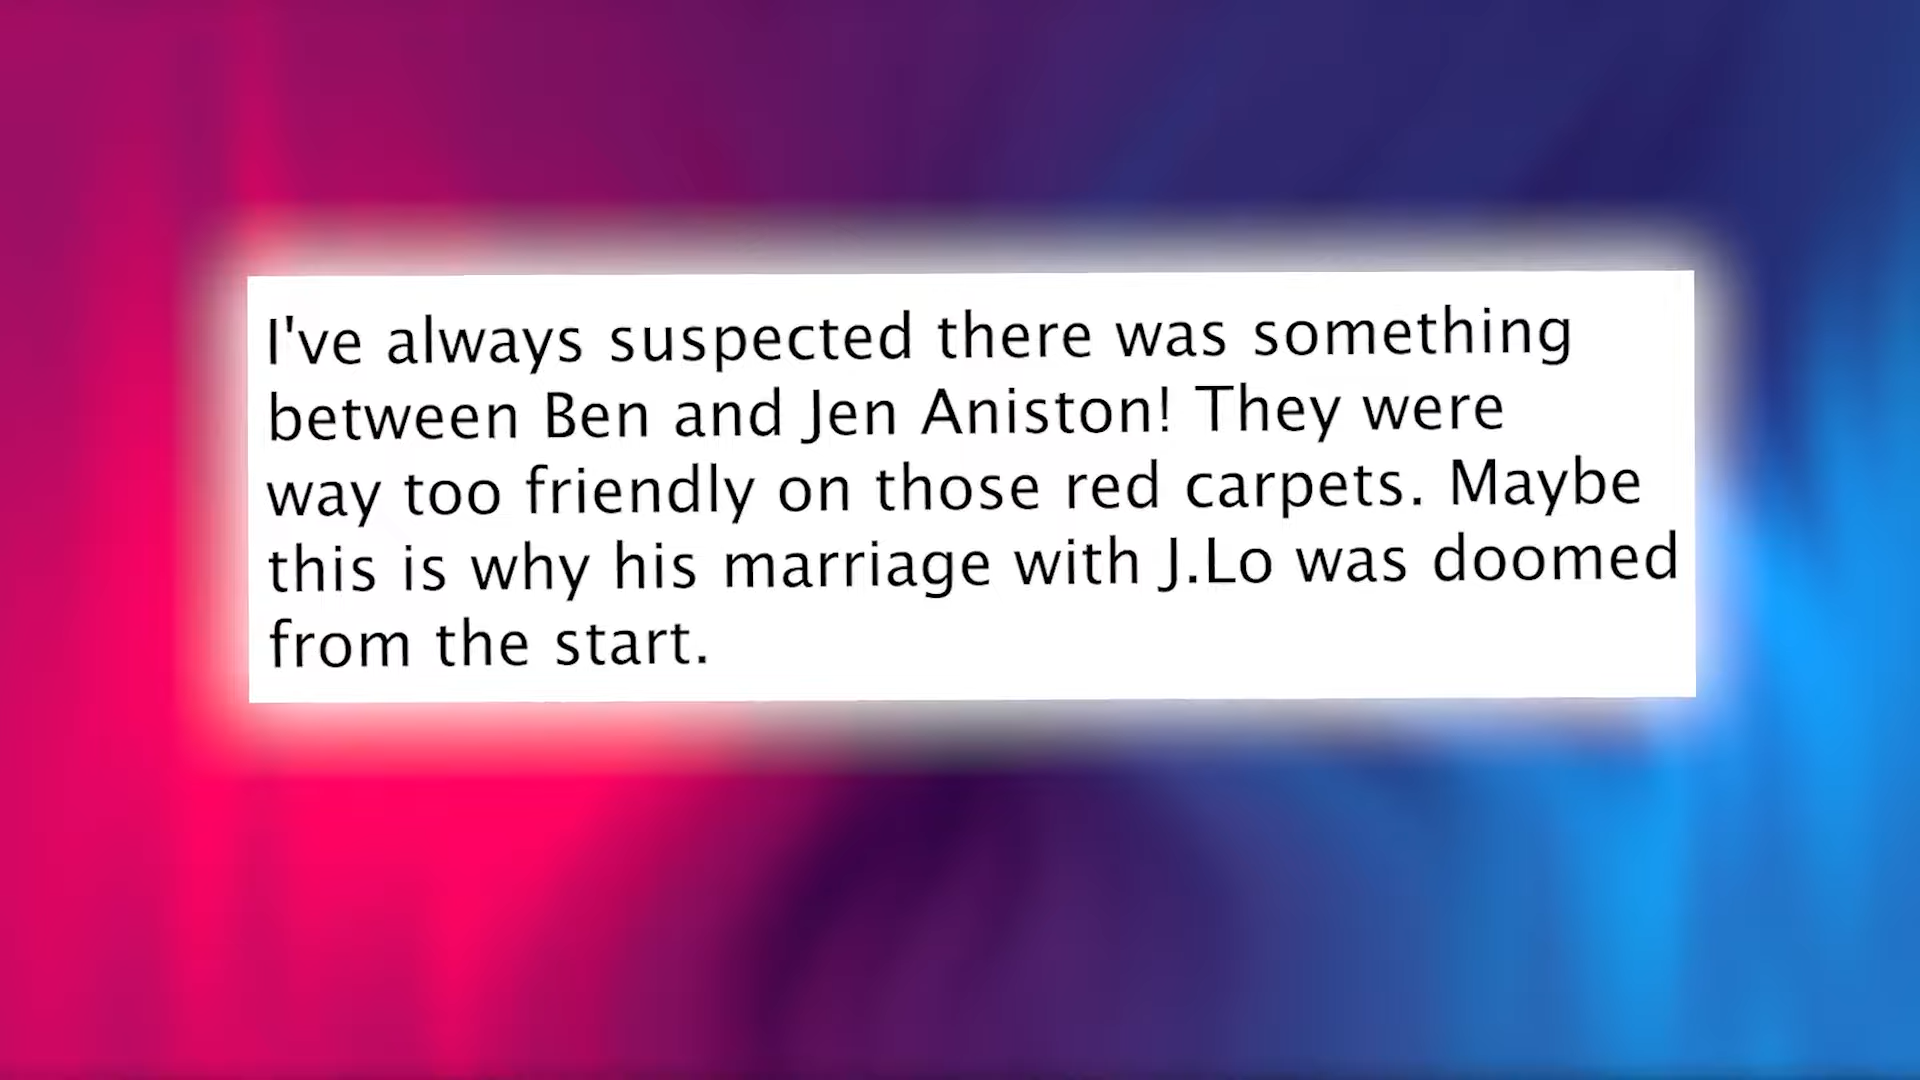 I've always suspected there was something
between Ben and Jen Aniston! They were
way too friendly on those red carpets. Maybe
this is why his marriage with J.Lo was doomed
from the start.